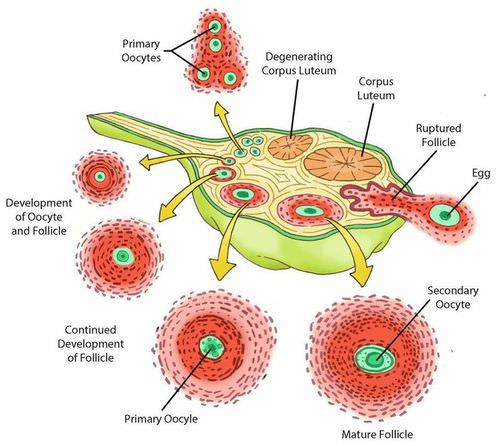 Primary
Oocytes
Degenerating
Corpus Luteum
Corpus
Luteum
Ruptured
Follicle
Egg
Development
of Oocyte
and Follicle
Secondary
Oocyte
Continued
Development
of Follicle
Primary Oocyle
Mature Follicle